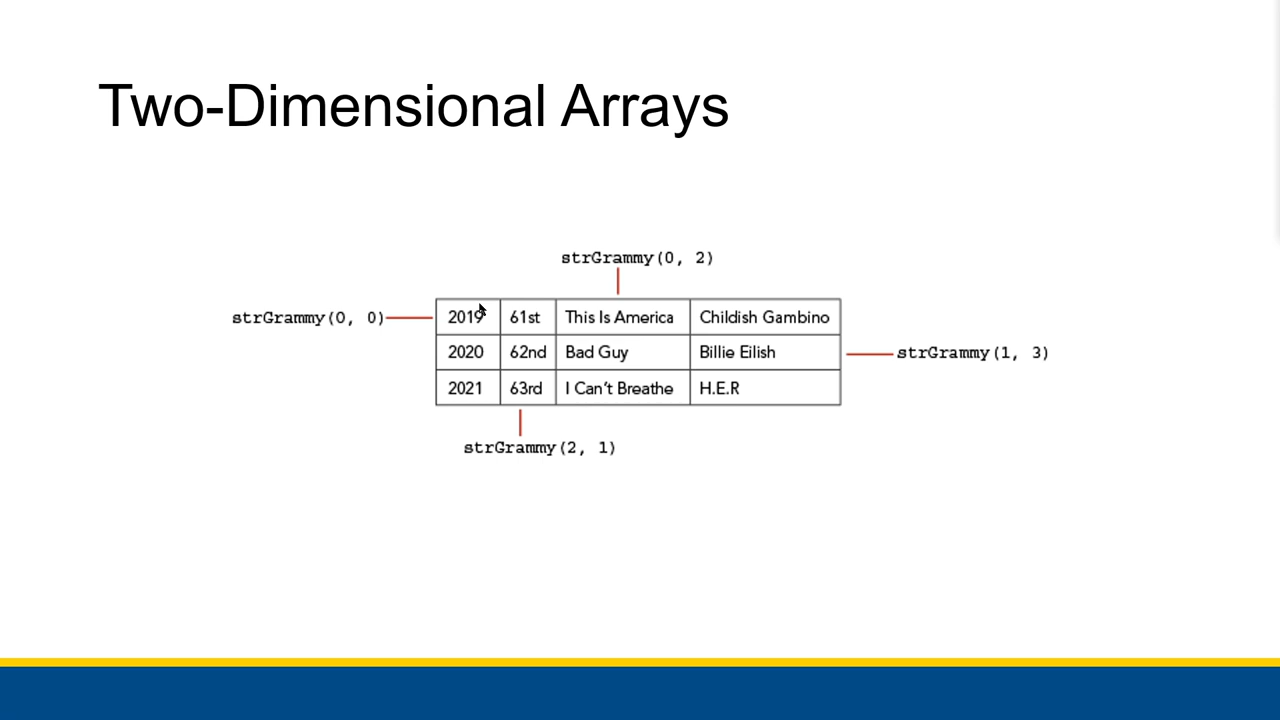 Two-Dimensional Arrays
strGrammy(0, 2)
strGrammy(0, 0)
2019 61st This Is America Childish Gambino
2020 62nd Bad Guy Billie Eilish
strGrammy(1, 3)
2021 63rd I Can't Breathe H.E.R
strGrammy(2, 1)